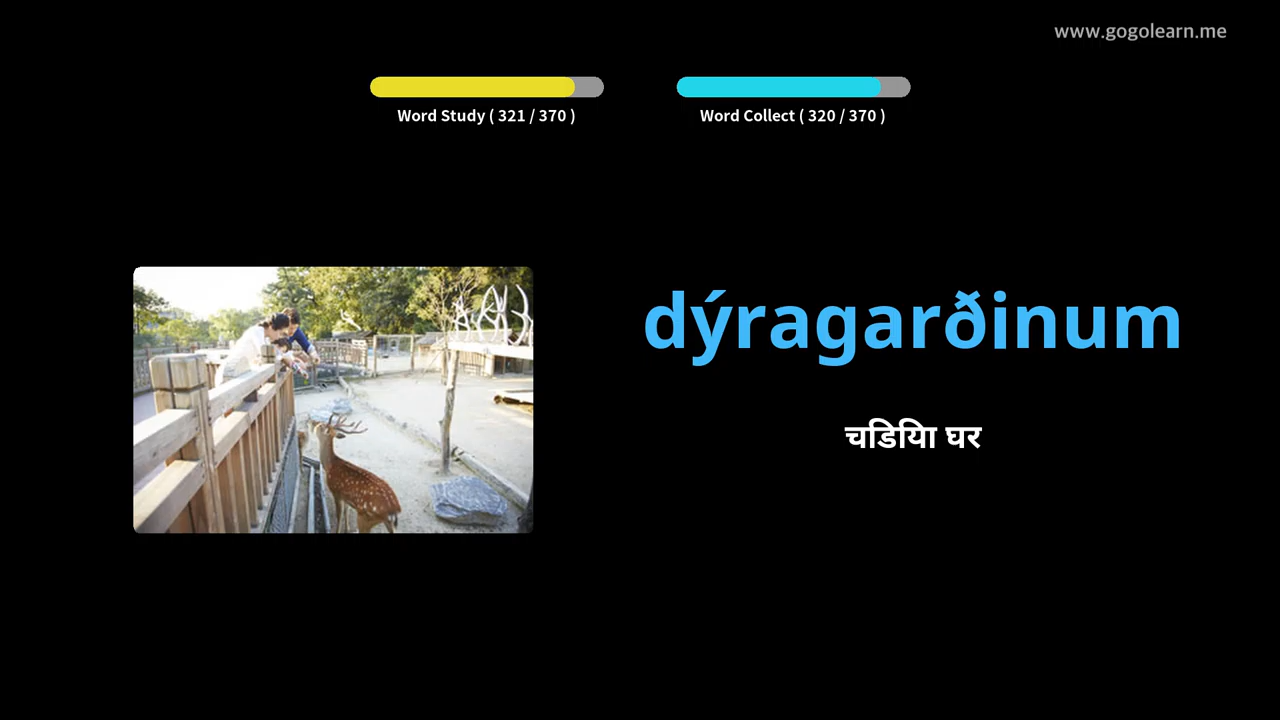 www.gogolearn.me
Word Study ( 321 / 370 )
Word Collect ( 320 / 370 )
dýragarðinum
चिडिया घर